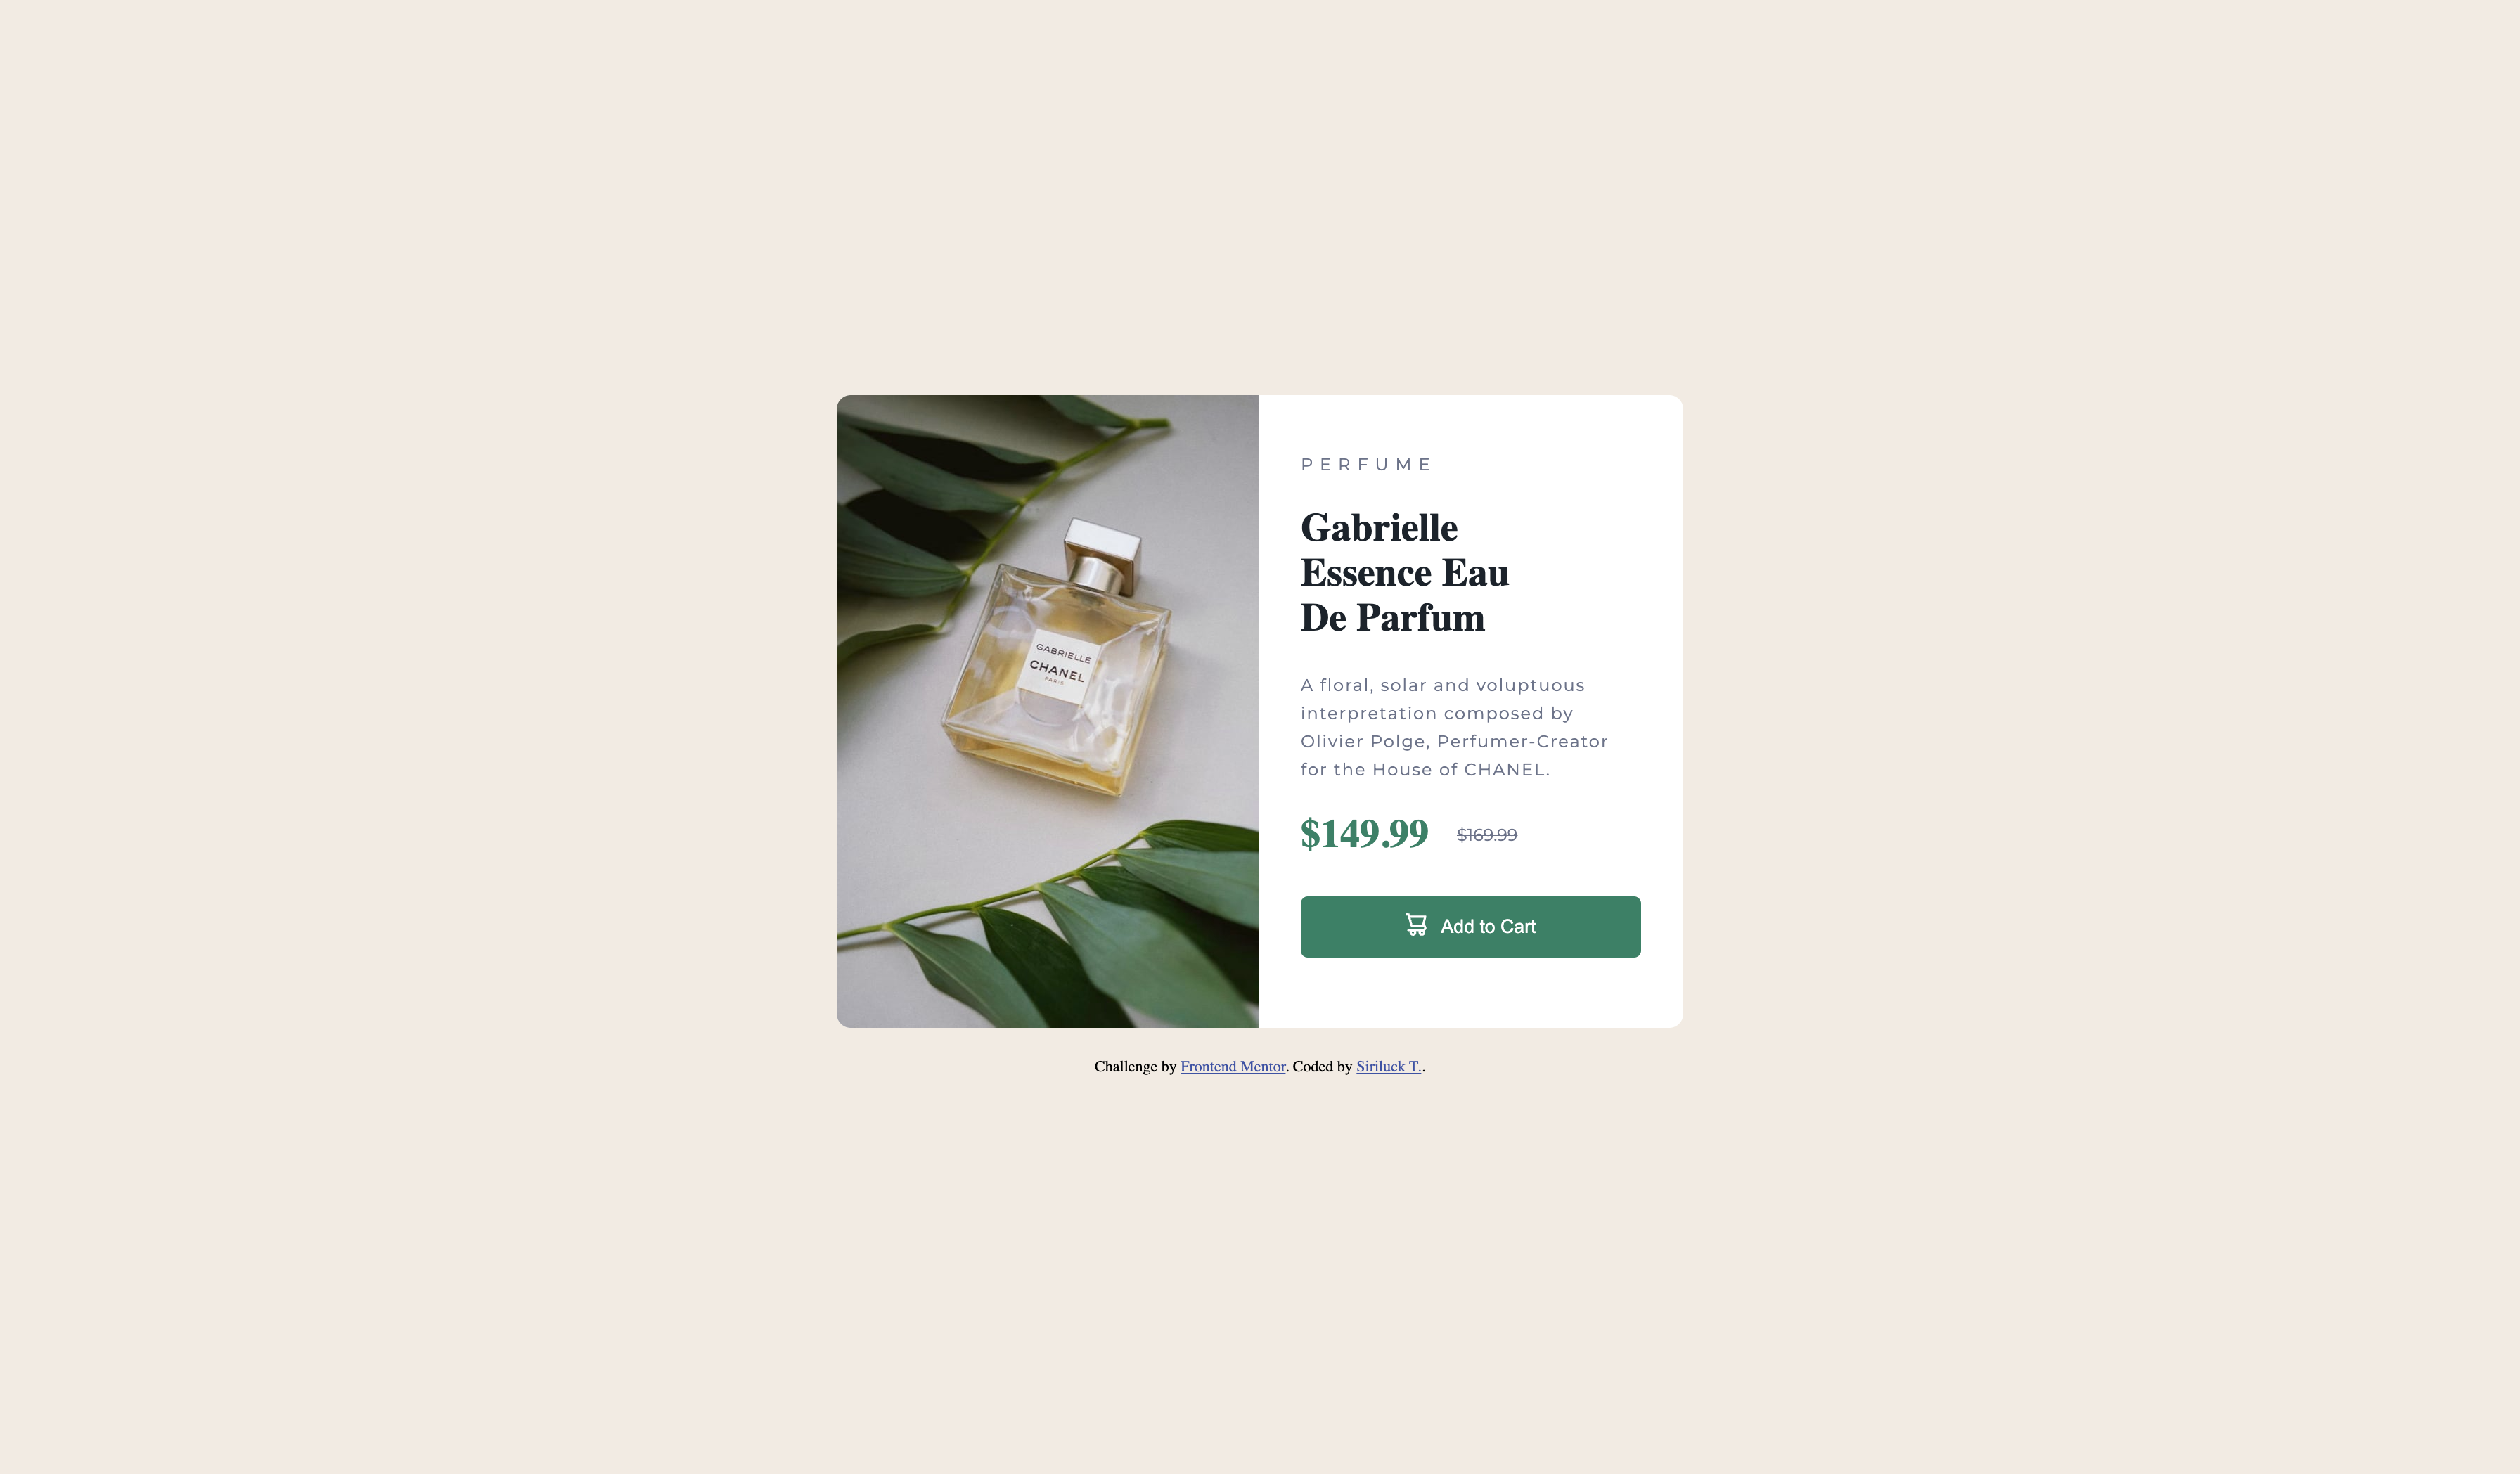 GABRIELLE
CHANEL
PARIS
PERFUME
Gabrielle
Essence Eau
De Parfum
A floral, solar and voluptuous
interpretation composed by
Olivier Polge, Perfumer-Creator
for the House of CHANEL.
$149.99 $169.99
Add to Cart
Challenge by Frontend Mentor. Coded by Siriluck T..